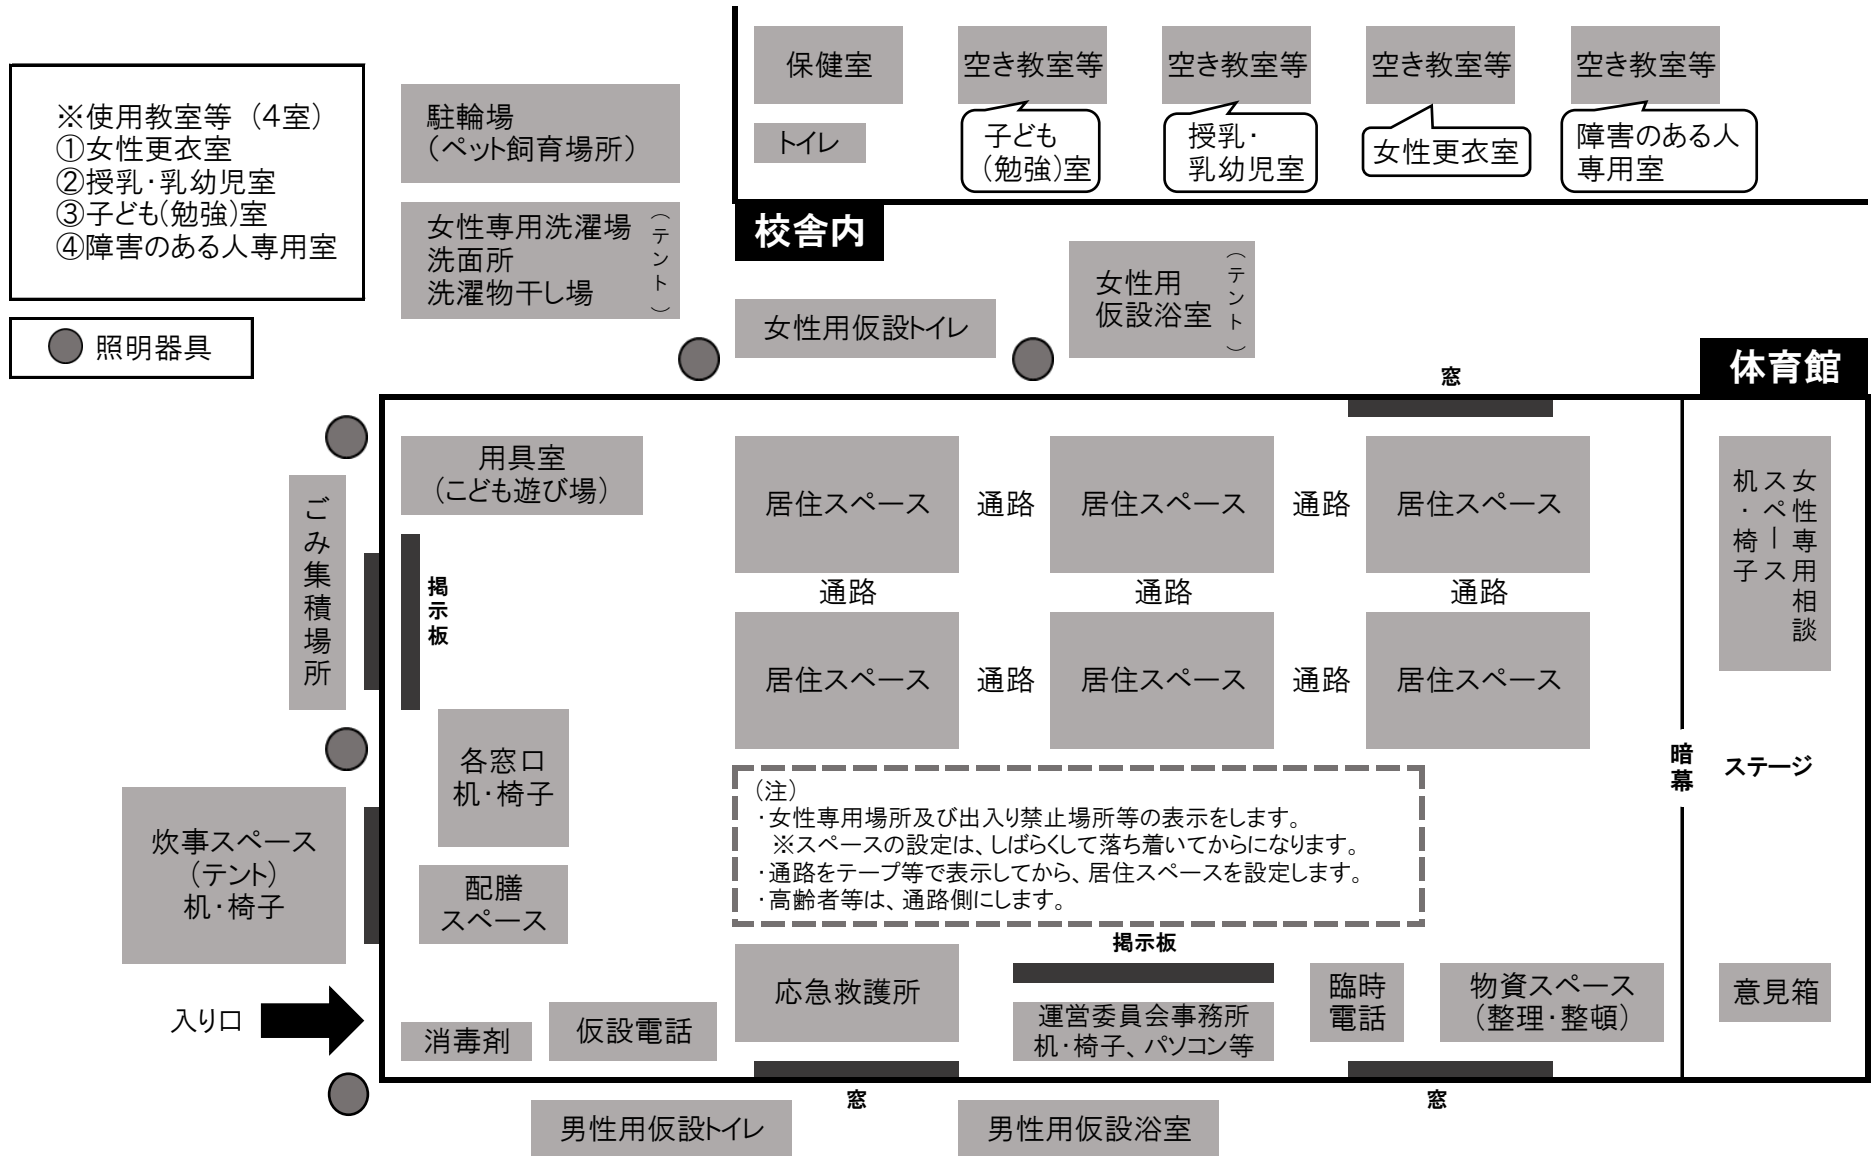 ※使用教室等（4室）
①女性更衣室
②授乳・乳幼児室
③子ども(勉強)室
④障害のある人専用室
照明器具
駐輪場
（ペット飼育場所）
女性専用洗濯場
洗面所
洗濯物干し場
（テント）
保健室
空き教室等
空き教室等
空き教室等
空き教室等
トイレ
子ども
(勉強)室
授乳・
乳幼児室
女性更衣室
障害のある人
専用室
校舎内
女性用仮設トイレ
女性用
仮設浴室
（テント）
窓
体育館
用具室
（こども遊び場）
居住スペース
通路
居住スペース
通路
居住スペース
女性専用相談
スペース
机・椅子
ごみ集積場所
掲示板
通路
通路
通路
居住スペース
通路
居住スペース
通路
居住スペース
各窓口
机・椅子
暗幕
ステージ
（注）
・女性専用場所及び出入り禁止場所等の表示をします。
※スペースの設定は、しばらくして落ち着いてからになります。
・通路をテープ等で表示してから、居住スペースを設定します。
・高齢者等は、通路側にします。
炊事スペース
（テント）
机・椅子
配膳
スペース
掲示板
応急救護所
運営委員会事務所
机・椅子、パソコン等
臨時
電話
物資スペース
（整理・整頓）
意見箱
入り口
消毒剤
仮設電話
窓
窓
男性用仮設トイレ
男性用仮設浴室